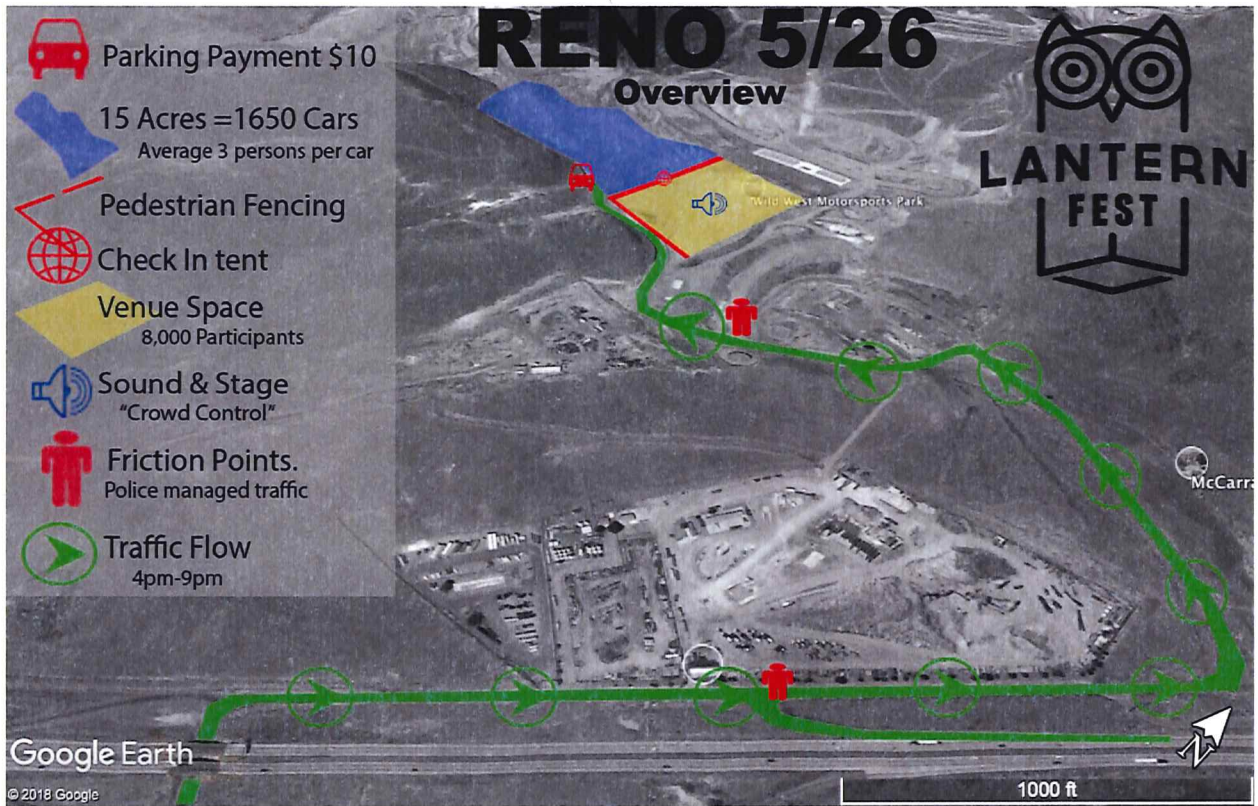 RENO 5/26
Overview
LANTERN
FEST
Parking Payment $10
15 Acres =1650 Cars
Average 3 persons per car
Pedestrian Fencing
Check In tent
Venue Space
8,000 Participants
Sound & Stage
"Crowd Control"
Friction Points.
Police managed traffic
Traffic Flow
4pm-9pm
Wild West Motorsports Park
McCarra
N
Google Earth
© 2018 Google
1000 ft